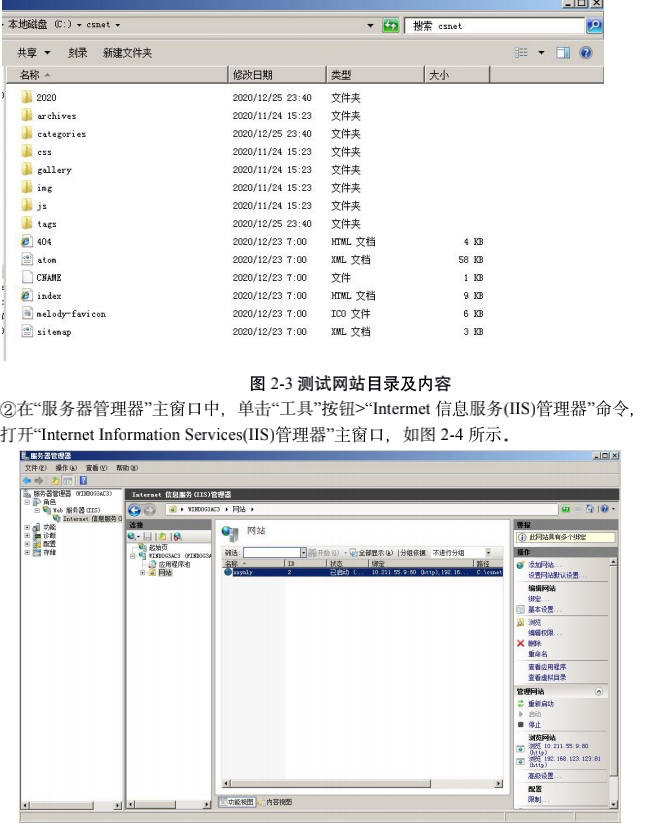 本地磁盘 (C:) csnet 搜索 csnet
共享 刻录 新建文件夹
名称 修改日期 类型 大小
2020 2020/12/25 23:40 文件夹
archives 2020/11/24 15:23 文件夹
categories 2020/12/25 23:40 文件夹
css 2020/11/24 15:23 文件夹
gallery 2020/11/24 15:23 文件夹
img 2020/11/24 15:23 文件夹
js 2020/11/24 15:23 文件夹
tags 2020/12/25 23:40 文件夹
404 2020/12/23 7:00 HTML 文档 4 KB
atom 2020/12/23 7:00 XML 文档 58 KB
CNAME 2020/12/23 7:00 文件 1 KB
index 2020/12/23 7:00 HTML 文档 9 KB
melody-favicon 2020/12/23 7:00 ICO 文件 6 KB
sitemap 2020/12/23 7:00 XML 文档 3 KB
图 2-3 测试网站目录及内容
②在“服务器管理器”主窗口中，单击“工具”按钮>“Intermet 信息服务(IIS)管理器”命令，
打开“Internet Information Services(IIS)管理器”主窗口，如图 2-4 所示．
服务器管理器
文件(F) 操作(A) 查看(V) 帮助(H)
服务器管理器 (WINDOG3AC3)
角色
Web 服务器(IIS)
Internet 信息服务(I
功能
诊断
配置
存储
Internet 信息服务(IIS)管理器
WINDOG3AC3 网站
连接
起始页
WINDOG3AC3 (WINDOG3A
应用程序池
网站
网站
筛选: 开始(G) 全部显示(A) 分组依据: 不进行分组
名称 ID 状态 绑定 路径
2 已启动 (... 10.211.55.9:80 (http),192.16... C:\csnet
功能视图 内容视图
警报
此网站具有多个绑定
操作
添加网站...
设置网站默认设置...
编辑网站
绑定...
基本设置...
浏览
编辑权限...
删除
重命名
查看应用程序
查看虚拟目录
管理网站
重新启动
启动
停止
浏览网站
浏览 10.211.55.9:80
(http)
浏览 192.168.123.123:81
(http)
高级设置...
配置
限制...